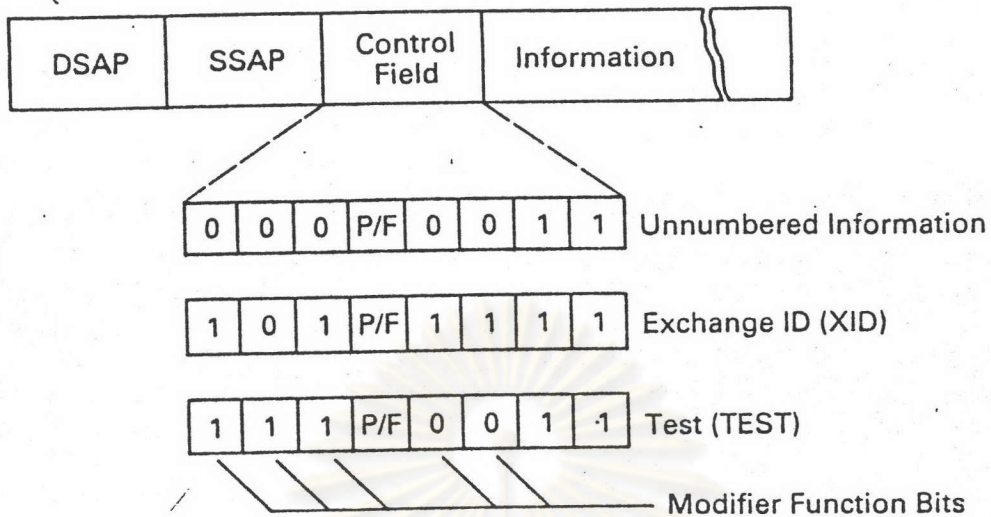 DSAP SSAP Control Field Information
0 0 0 P/F 0 0 1 1 Unnumbered Information
1 0 1 P/F 1 1 1 1 Exchange ID (XID)
1 1 1 P/F 0 0 1 1 Test (TEST)
Modifier Function Bits